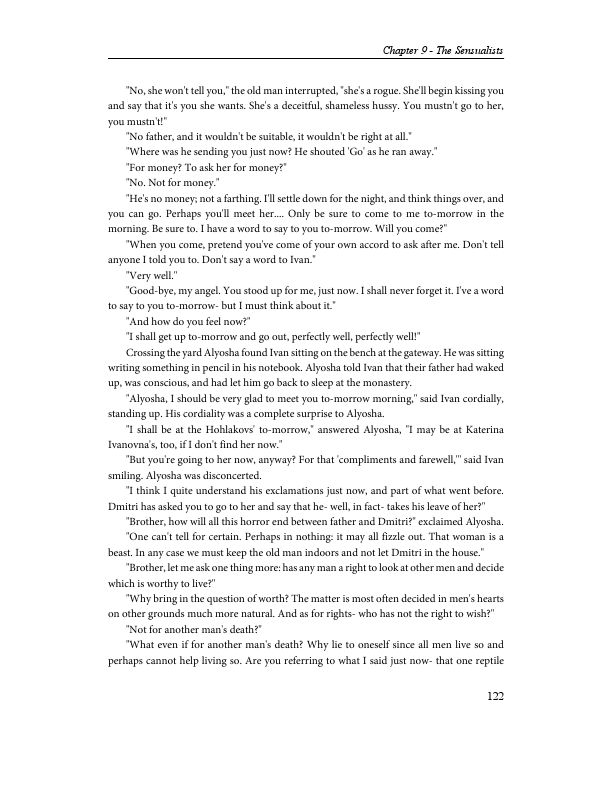 Chapter 9 - The Sensualists
"No, she won't tell you," the old man interrupted, "she's a rogue. She'll begin kissing you
and say that it's you she wants. She's a deceitful, shameless hussy. You mustn't go to her,
you mustn't!"
"No father, and it wouldn't be suitable, it wouldn't be right at all."
"Where was he sending you just now? He shouted 'Go' as he ran away."
"For money? To ask her for money?"
"No. Not for money."
"He's no money; not a farthing. I'll settle down for the night, and think things over, and
you can go. Perhaps you'll meet her.... Only be sure to come to me to-morrow in the
morning. Be sure to. I have a word to say to you to-morrow. Will you come?"
"When you come, pretend you've come of your own accord to ask after me. Don't tell
anyone I told you to. Don't say a word to Ivan."
"Very well."
"Good-bye, my angel. You stood up for me, just now. I shall never forget it. I've a word
to say to you to-morrow- but I must think about it."
"And how do you feel now?"
"I shall get up to-morrow and go out, perfectly well, perfectly well!"
Crossing the yard Alyosha found Ivan sitting on the bench at the gateway. He was sitting
writing something in pencil in his notebook. Alyosha told Ivan that their father had waked
up, was conscious, and had let him go back to sleep at the monastery.
"Alyosha, I should be very glad to meet you to-morrow morning," said Ivan cordially,
standing up. His cordiality was a complete surprise to Alyosha.
"I shall be at the Hohlakovs' to-morrow," answered Alyosha, "I may be at Katerina
Ivanovna's, too, if I don't find her now."
"But you're going to her now, anyway? For that 'compliments and farewell,'" said Ivan
smiling. Alyosha was disconcerted.
"I think I quite understand his exclamations just now, and part of what went before.
Dmitri has asked you to go to her and say that he- well, in fact- takes his leave of her?"
"Brother, how will all this horror end between father and Dmitri?" exclaimed Alyosha.
"One can't tell for certain. Perhaps in nothing: it may all fizzle out. That woman is a
beast. In any case we must keep the old man indoors and not let Dmitri in the house."
"Brother, let me ask one thing more: has any man a right to look at other men and decide
which is worthy to live?"
"Why bring in the question of worth? The matter is most often decided in men's hearts
on other grounds much more natural. And as for rights- who has not the right to wish?"
"Not for another man's death?"
"What even if for another man's death? Why lie to oneself since all men live so and
perhaps cannot help living so. Are you referring to what I said just now- that one reptile
122